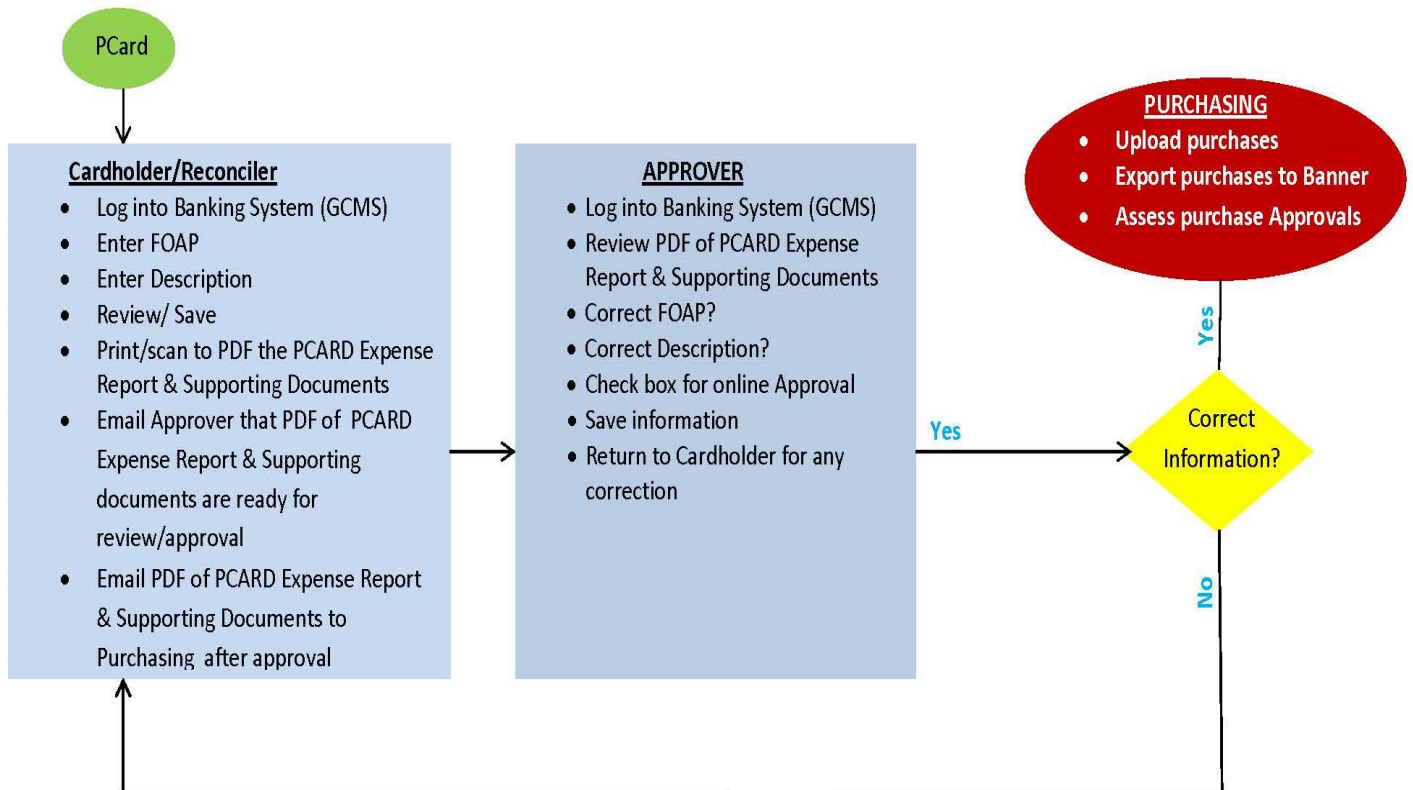 PCard
Cardholder/Reconciler
• Log into Banking System (GCMS)
• Enter FOAP
• Enter Description
• Review/ Save
• Print/scan to PDF the PCARD Expense
Report & Supporting Documents
• Email Approver that PDF of PCARD
Expense Report & Supporting
documents are ready for
review/approval
• Email PDF of PCARD Expense Report
& Supporting Documents to
Purchasing after approval
APPROVER
• Log into Banking System (GCMS)
• Review PDF of PCARD Expense
Report & Supporting Documents
• Correct FOAP?
• Correct Description?
• Check box for online Approval
• Save information
• Return to Cardholder for any
correction
Yes
PURCHASING
• Upload purchases
• Export purchases to Banner
• Assess purchase Approvals
Yes
Correct
Information?
No